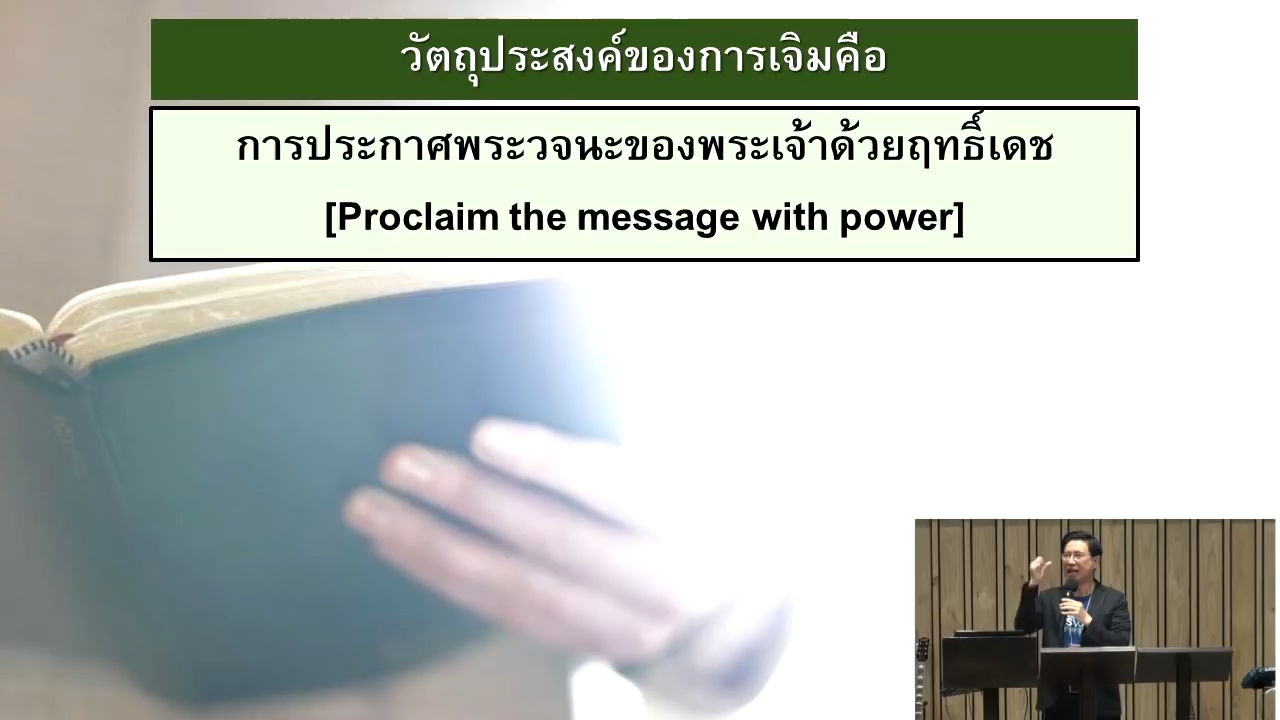 วัตถุประสงค์ของการเจิมคือ
การประกาศพระวจนะของพระเจ้าด้วยฤทธิ์เดช
[Proclaim the message with power]